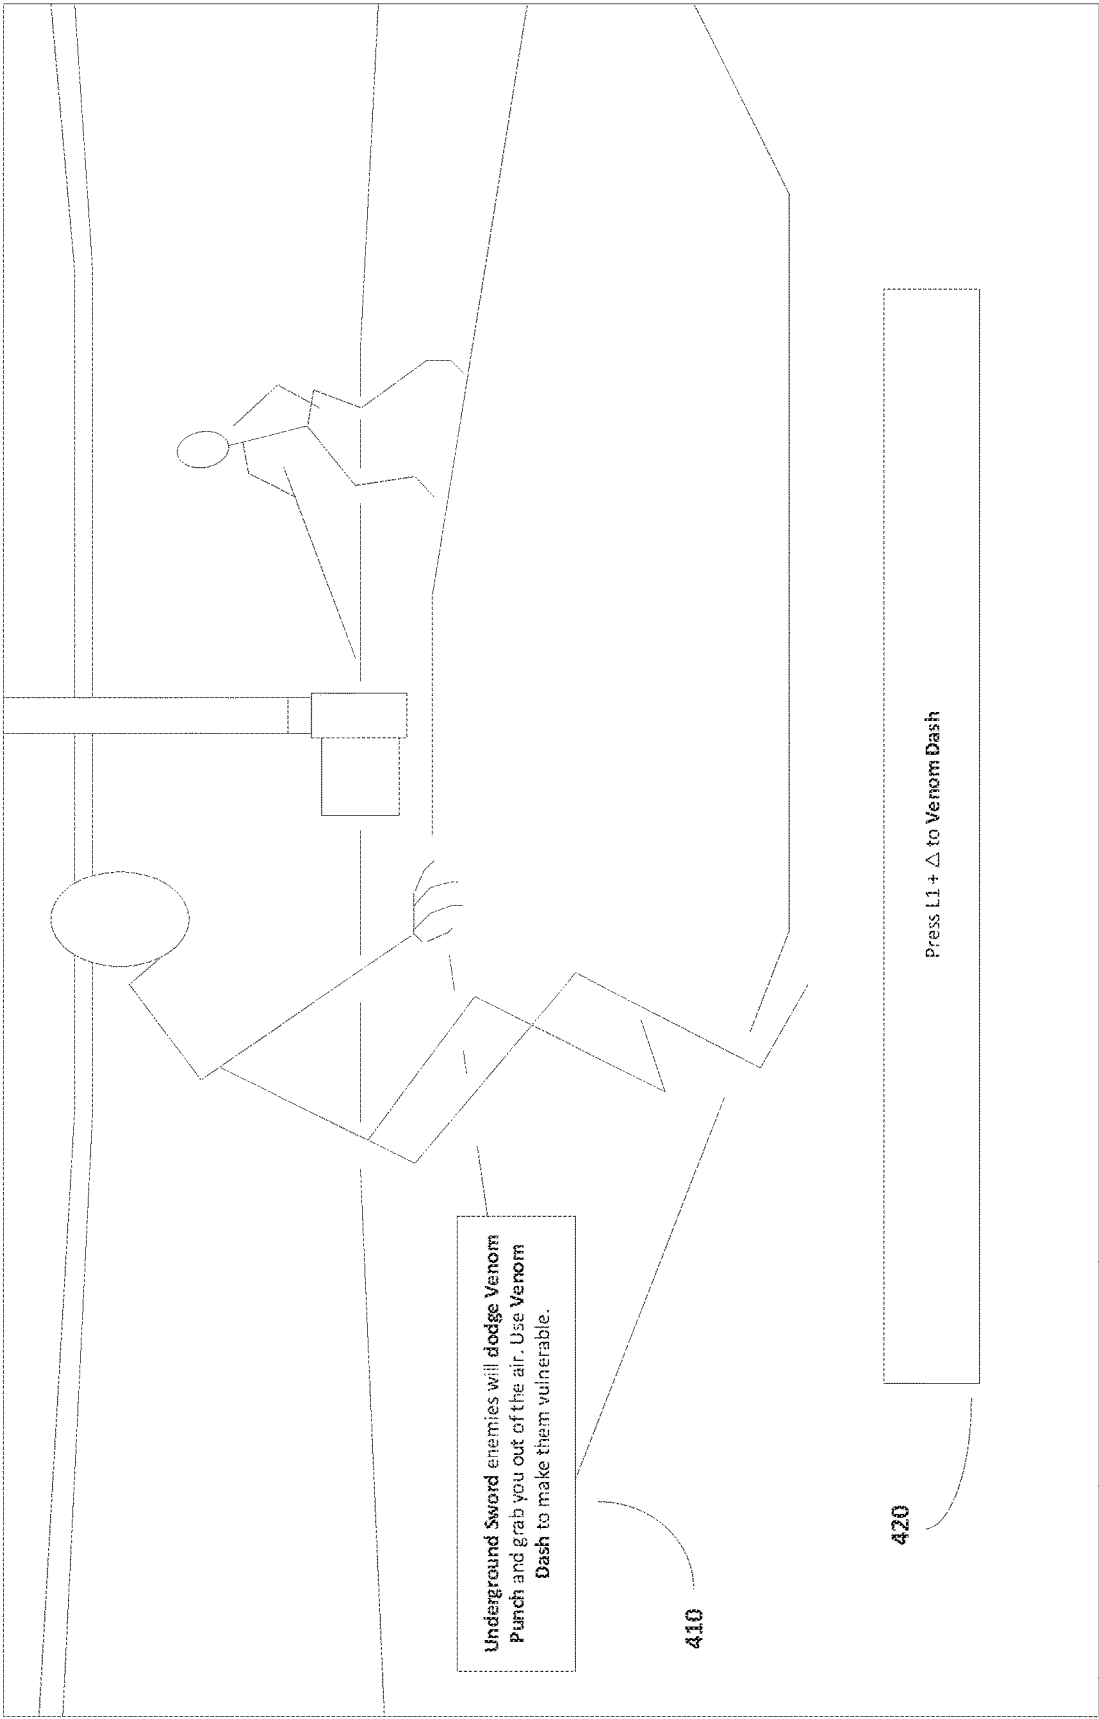 Underground Sword enemies will dodge Venom
Punch and grab you out of the air. Use Venom
Dash to make them vulnerable.
410
Press L1 + △ to Venom Dash
420